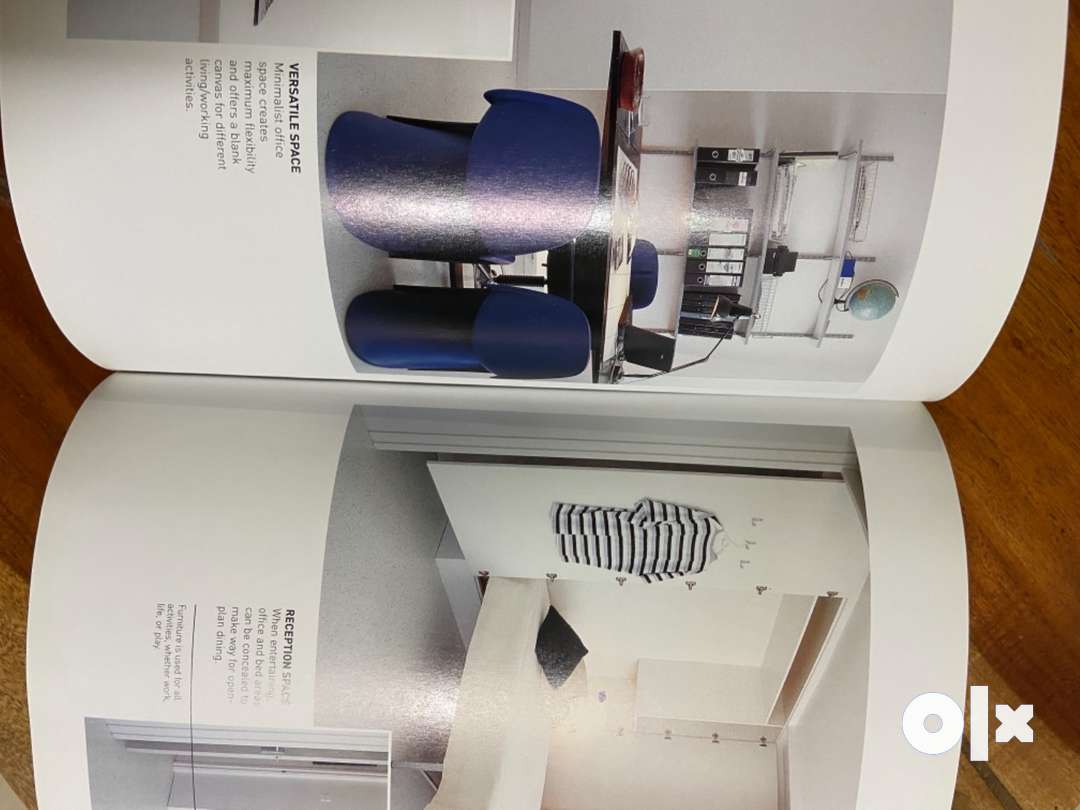 VERSATILE SPACE
Minimalist office
space creates
maximum flexibility
and offers a blank
canvas for different
living/working
activities.
RECEPTION SPACE
When entertaining,
office and bed areas
can be concealed to
make way for open-
plan dining.
Furniture is used for all
activities, whether work,
life, or play.
olx